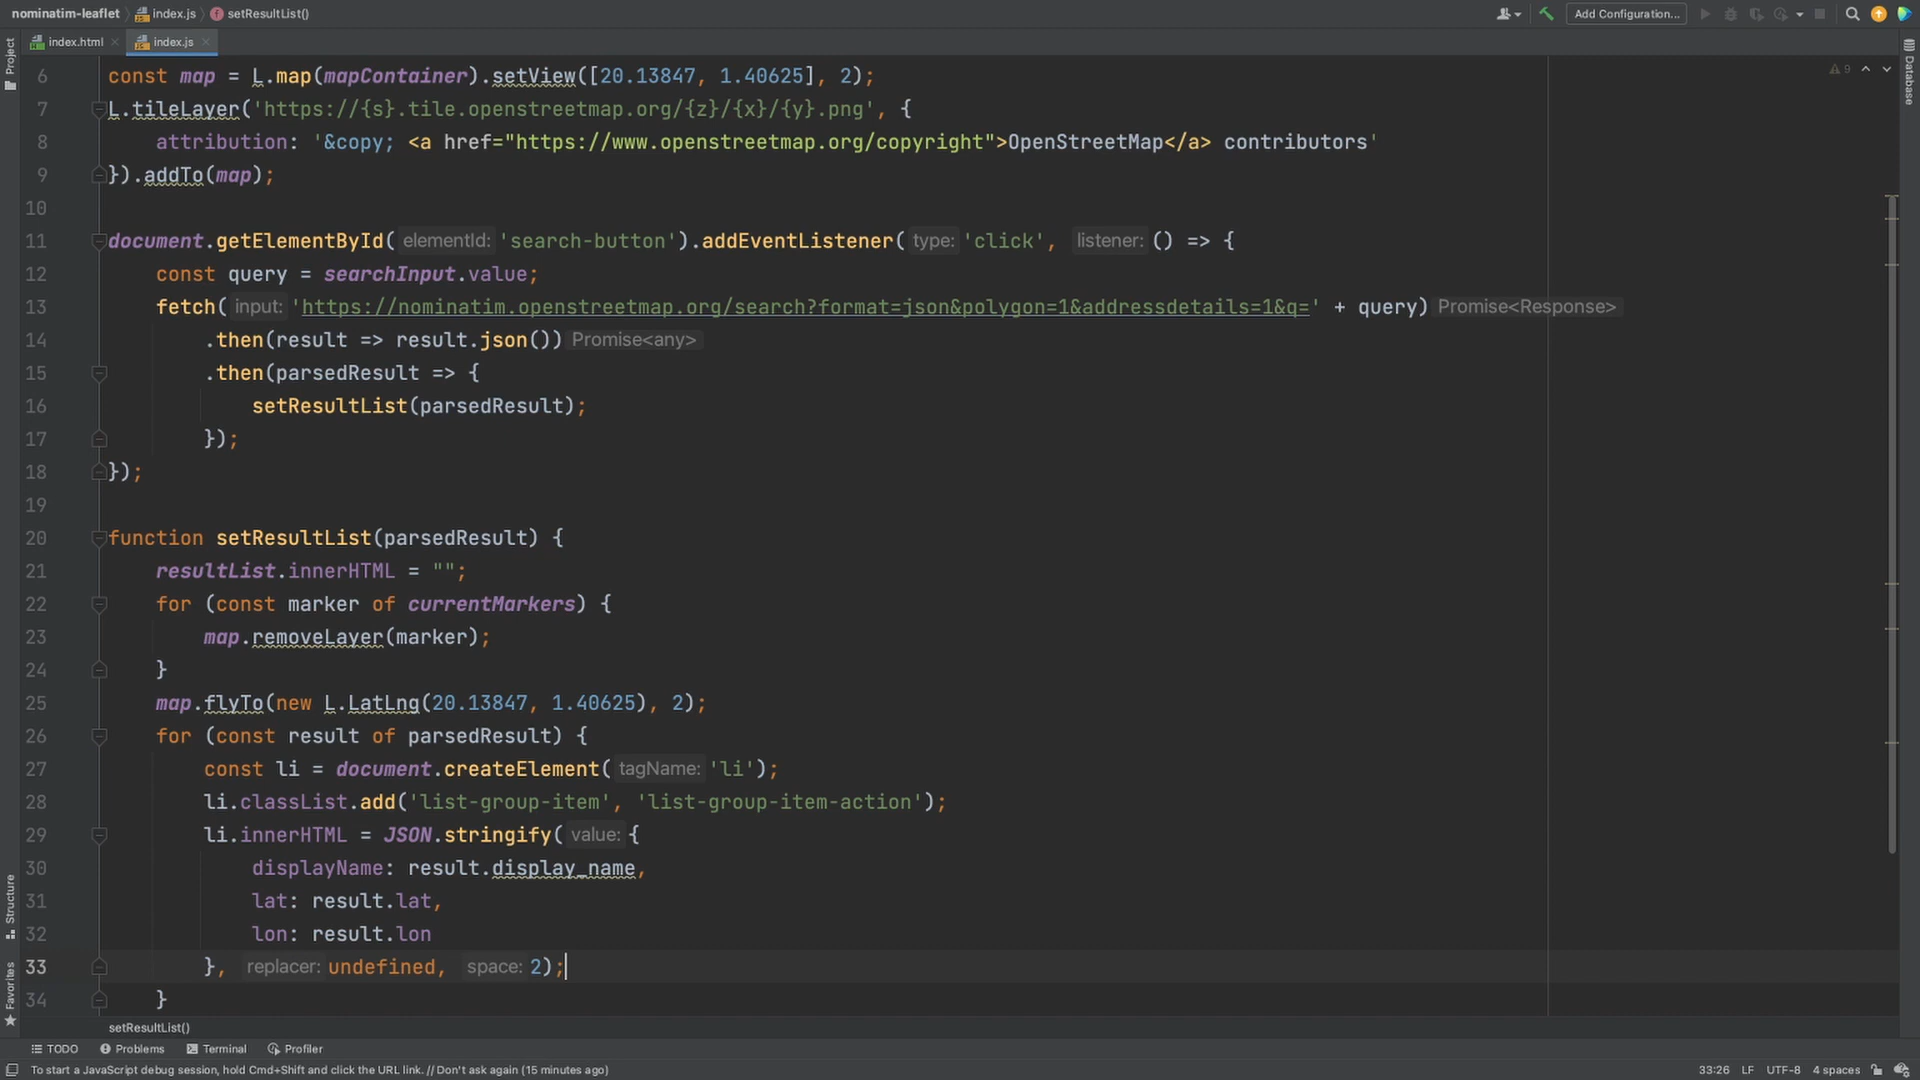 nominatim-leaflet index.js setResultList()
Add Configuration...
index.html
index.js
Project
Database
9
6 const map = L.map(mapContainer).setView([20.13847, 1.40625], 2);
7 L.tileLayer('https://{s}.tile.openstreetmap.org/{z}/{x}/{y}.png', {
8 attribution: '&copy; <a href="https://www.openstreetmap.org/copyright">OpenStreetMap</a> contributors'
9 }).addTo(map);
10
11 document.getElementById( elementId: 'search-button').addEventListener( type: 'click', listener: () => {
12 const query = searchInput.value;
13 fetch( input: 'https://nominatim.openstreetmap.org/search?format=json&polygon=1&addressdetails=1&q=' + query) Promise<Response>
14 .then(result => result.json()) Promise<any>
15 .then(parsedResult => {
16 setResultList(parsedResult);
17 });
18 });
19
20 function setResultList(parsedResult) {
21 resultList.innerHTML = "";
22 for (const marker of currentMarkers) {
23 map.removeLayer(marker);
24 }
25 map.flyTo(new L.LatLng(20.13847, 1.40625), 2);
26 for (const result of parsedResult) {
27 const li = document.createElement( tagName: 'li');
28 li.classList.add('list-group-item', 'list-group-item-action');
29 li.innerHTML = JSON.stringify( value: {
30 displayName: result.display_name,
31 lat: result.lat,
32 lon: result.lon
33 }, replacer: undefined, space: 2);
34 }
Structure
Favorites
setResultList()
TODO Problems Terminal Profiler
To start a JavaScript debug session, hold Cmd+Shift and click the URL link. // Don't ask again (15 minutes ago)
33:26 LF UTF-8 4 spaces